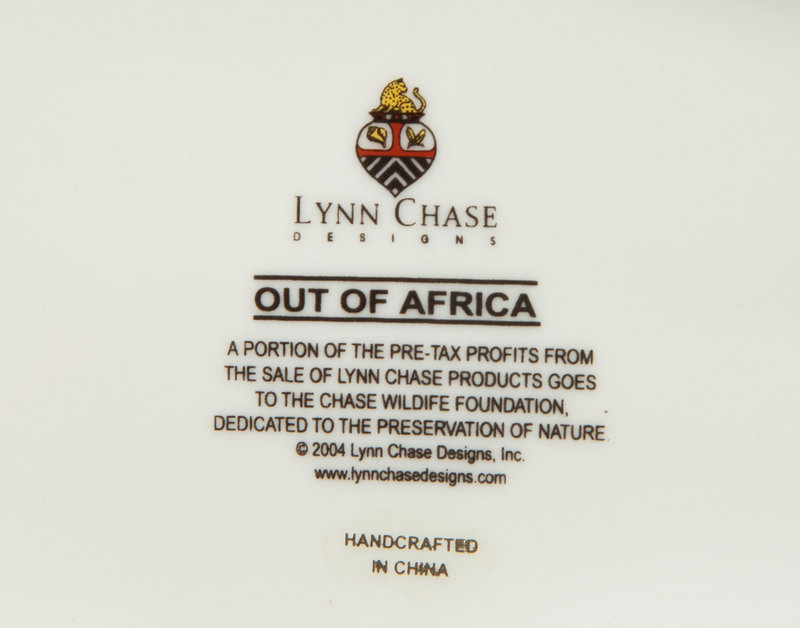 LYNN CHASE
DESIGNS
OUT OF AFRICA
A PORTION OF THE PRE-TAX PROFITS FROM
THE SALE OF LYNN CHASE PRODUCTS GOES
TO THE CHASE WILDIFE FOUNDATION,
DEDICATED TO THE PRESERVATION OF NATURE
© 2004 Lynn Chase Designs, Inc.
www.lynnchasedesigns.com
HANDCRAFTED
IN CHINA